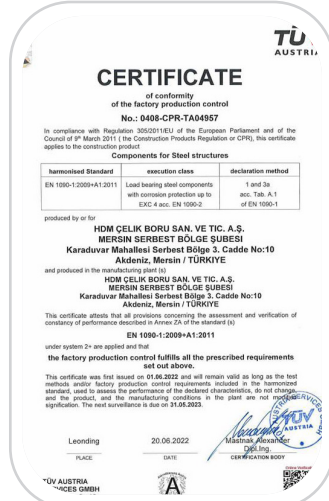 TÜV
AUSTRIA
CERTIFICATE
of conformity
of the factory production control
No.: 0408-CPR-TA04957
In compliance with Regulation 305/2011/EU of the European Parliament and of the
Council of 9th March 2011 ( the Construction Products Regulation or CPR), this certificate
applies to the construction product
Components for Steel structures
harmonised Standard execution class declaration method
EN 1090-1:2009+A1:2011 Load bearing steel components 1 and 3a
with corrosion protection up to acc. Tab. A.1
EXC 4 acc. EN 1090-2 of EN 1090-1
produced by or for
HDM ÇELİK BORU SAN. VE TIC. A.Ş.
MERSIN SERBEST BÖLGE ŞUBESI
Karaduvar Mahallesi Serbest Bölge 3. Cadde No:10
Akdeniz, Mersin / TÜRKIYE
and produced in the manufacturing plant (s)
HDM ÇELİK BORU SAN. VE TIC. A.Ş.
MERSIN SERBEST BÖLGE ŞUBESI
Karaduvar Mahallesi Serbest Bölge 3. Cadde No:10
Akdeniz, Mersin / TÜRKIYE
This certificate attests that all provisions concerning the assessment and verification of
constancy of performance described in Annex ZA of the standard (s)
EN 1090-1:2009+A1:2011
under system 2+ are applied and that
the factory production control fulfills all the prescribed requirements
set out above.
This certificate was first issued on 01.06.2022 and will remain valid as long as the test
methods and/or factory production control requirements included in the harmonized
standard, used to assess the performance of the declared characteristics, do not change,
and the product, and the manufacturing conditions in the plant are not modified
signification. The next surveillance is due on 31.05.2023.
Leonding 20.06.2022 Mastnak Alexander
Dipl.Ing.
PLACE DATE CERTIFICATION BODY
TÜV AUSTRIA
SERVICES GMBH
A